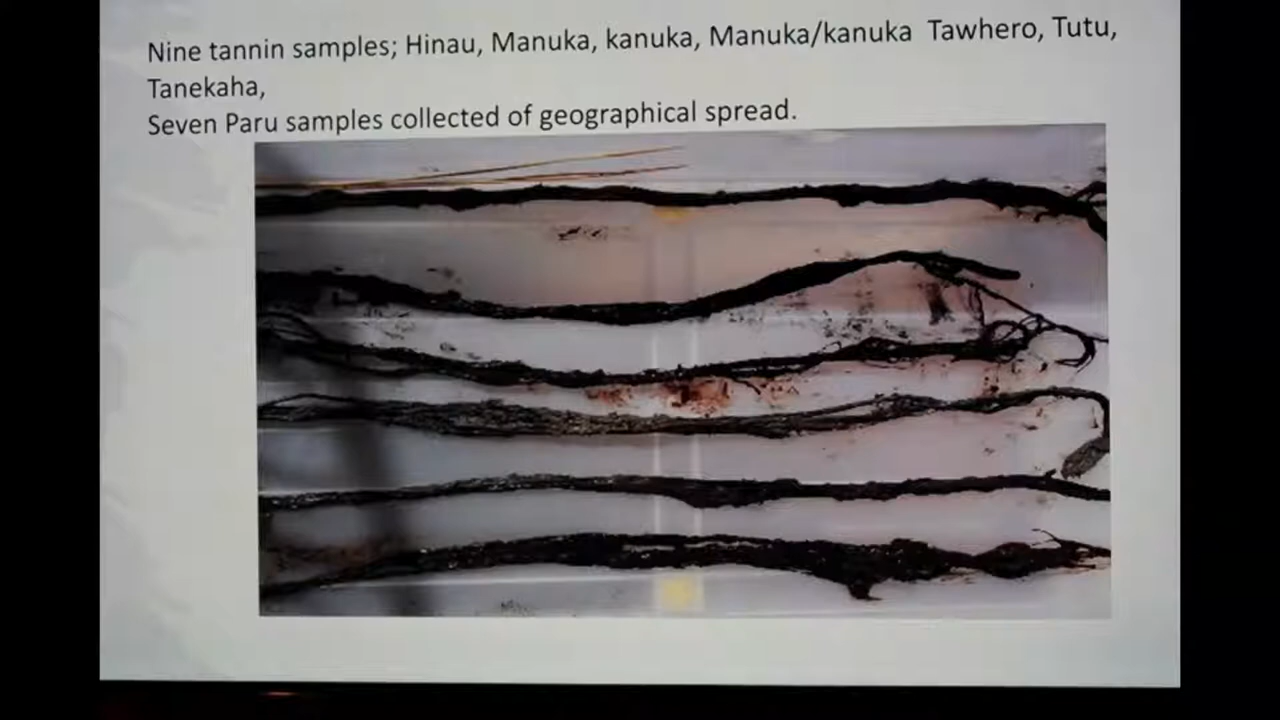 Nine tannin samples; Hinau, Manuka, kanuka, Manuka/kanuka  Tawhero, Tutu,
Tanekaha,
Seven Paru samples collected of geographical spread.